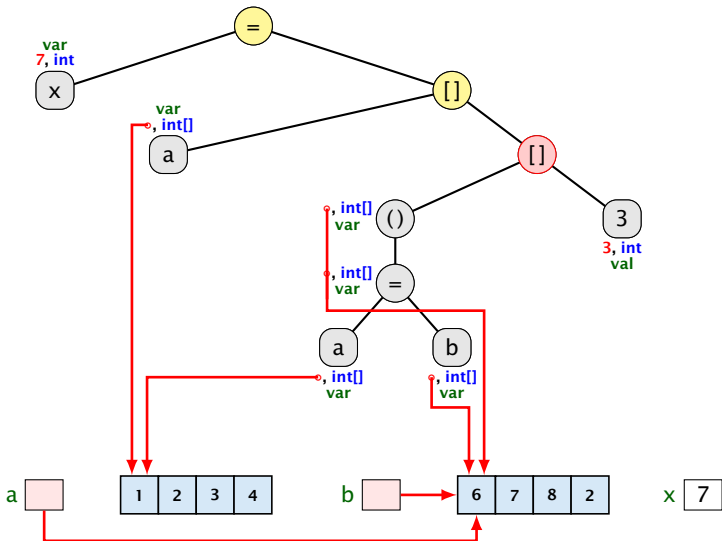 =
var
7, int
x
[]
var
, int[]
a
[]
, int[]
var
()
3
3, int
val
, int[]
var
=
a
b
, int[]
var
, int[]
var
a
1 2 3 4
b
6 7 8 2
x 7